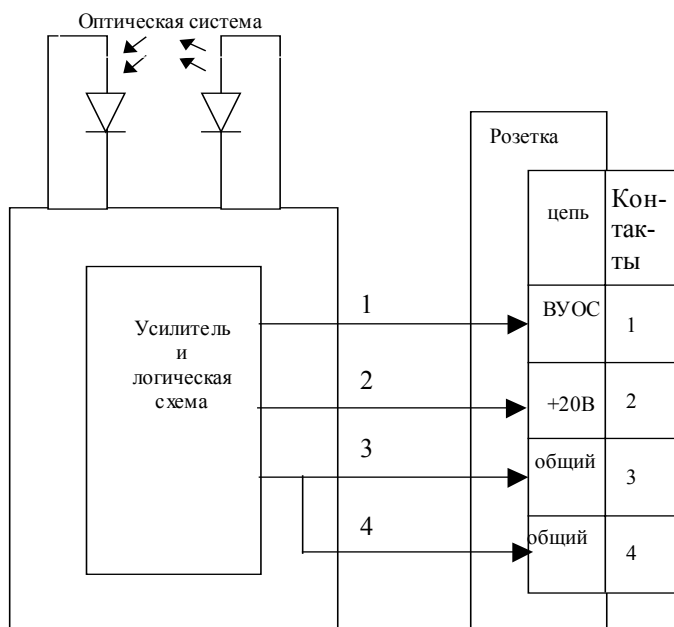 Оптическая система
Розетка
цепь
Кон-
так-
ты
Усилитель
и
логическая
схема
1
ВУОС
1
2
+20В
2
3
общий
3
4
общий
4